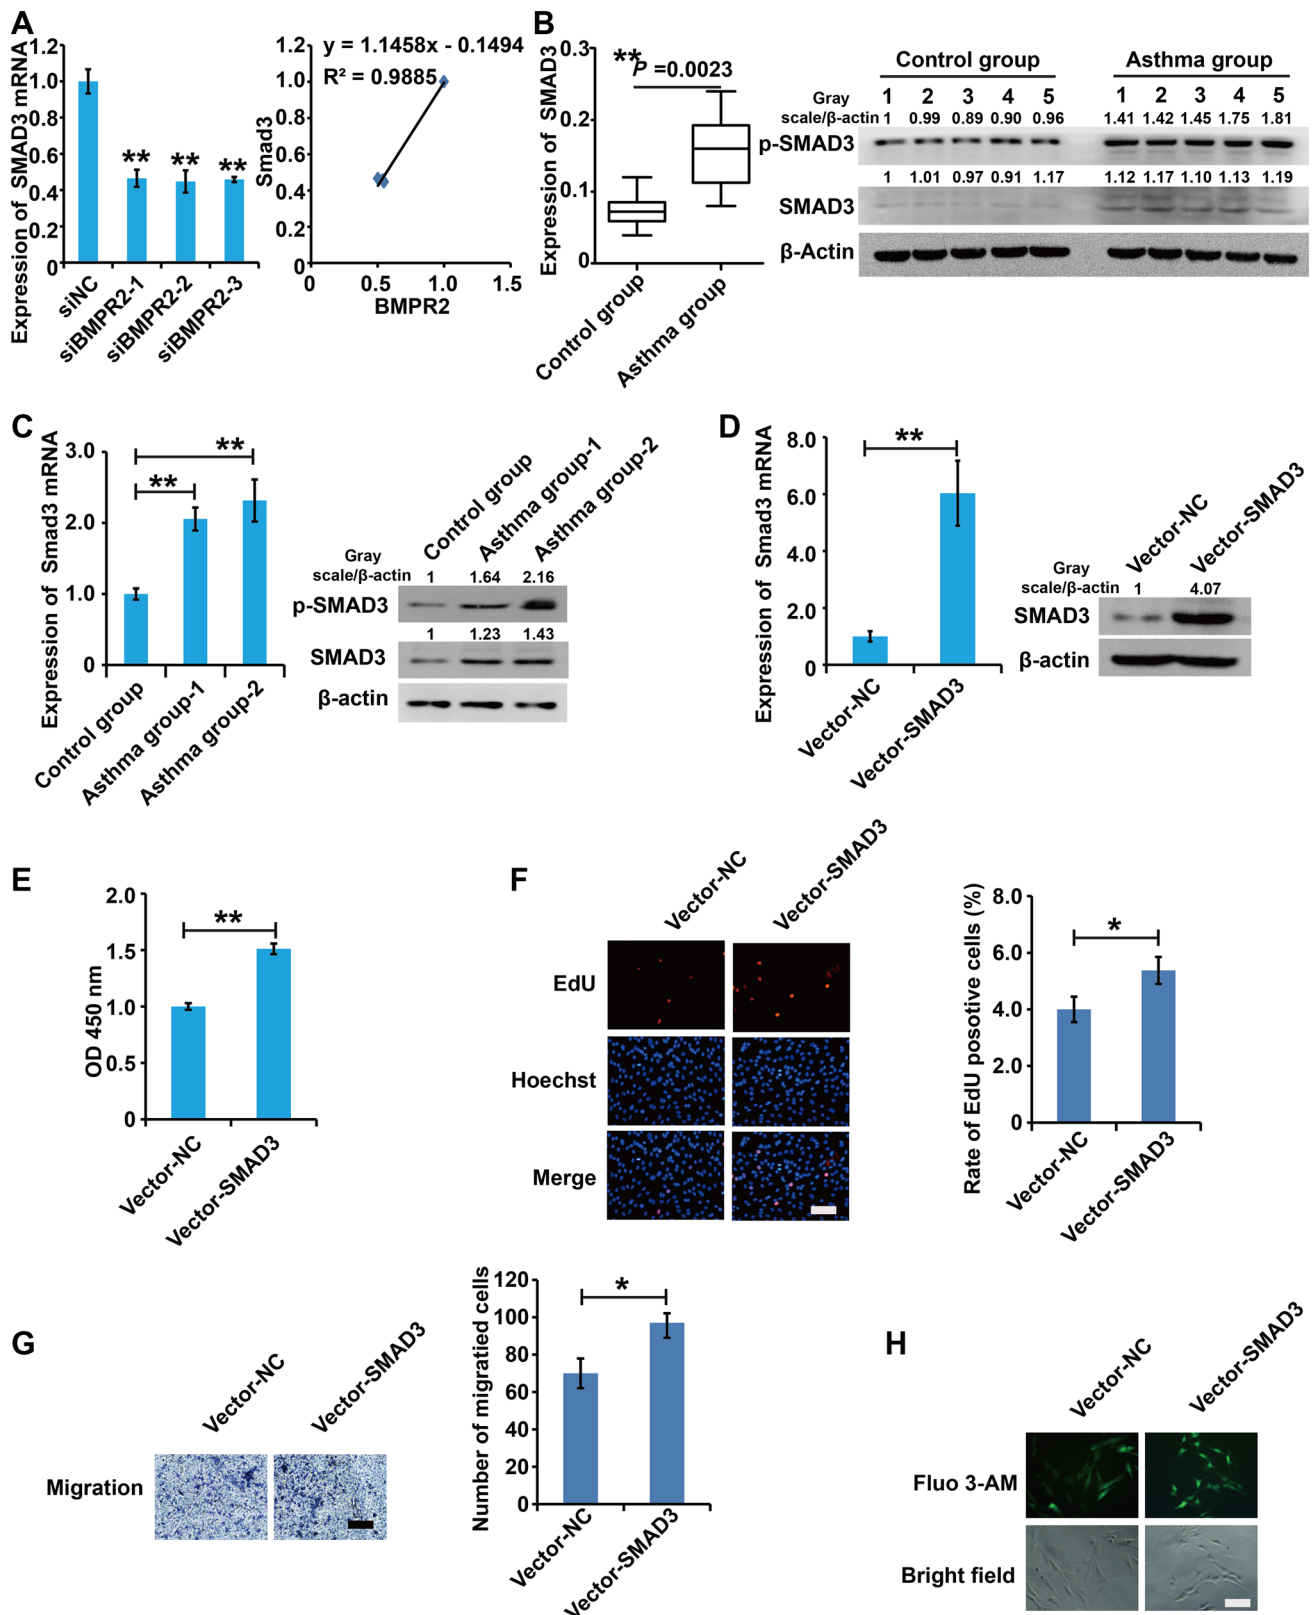 A
Expression of SMAD3 mRNA
1.2
1.0
0.8
0.6
0.4
0.2
0
**
**
**
siNC
siBMPR2-1
siBMPR2-2
siBMPR2-3
Smad3
1.2
1.0
0.8
0.6
0.4
0.2
0
y = 1.1458x - 0.1494
R² = 0.9885
0
0.5
1.0
1.5
BMPR2
B
Expression of SMAD3
0.3
0.2
0.1
0
**
P =0.0023
Control group
Asthma group
Control group
Asthma group
Gray
scale/β-actin
1 2 3 4 5
1 2 3 4 5
1 0.99 0.89 0.90 0.96
1.41 1.42 1.45 1.75 1.81
p-SMAD3
1 1.01 0.97 0.91 1.17
1.12 1.17 1.10 1.13 1.19
SMAD3
β-Actin
C
Expression of Smad3 mRNA
3.0
2.0
1.0
0
**
**
Control group
Asthma group-1
Asthma group-2
Control group
Asthma group-1
Asthma group-2
Gray
scale/β-actin
1 1.64 2.16
p-SMAD3
1 1.23 1.43
SMAD3
β-actin
D
Expression of Smad3 mRNA
8.0
6.0
4.0
2.0
0
**
Vector-NC
Vector-SMAD3
Vector-NC
Vector-SMAD3
Gray
scale/β-actin
1 4.07
SMAD3
β-actin
E
OD 450 nm
2.0
1.5
1.0
0.5
0
**
Vector-NC
Vector-SMAD3
F
Vector-NC
Vector-SMAD3
EdU
Hoechst
Merge
Rate of EdU posotive cells (%)
8.0
6.0
4.0
2.0
0
*
Vector-NC
Vector-SMAD3
G
Vector-NC
Vector-SMAD3
Migration
Number of migratied cells
120
100
80
60
40
20
0
*
Vector-NC
Vector-SMAD3
H
Vector-NC
Vector-SMAD3
Fluo 3-AM
Bright field